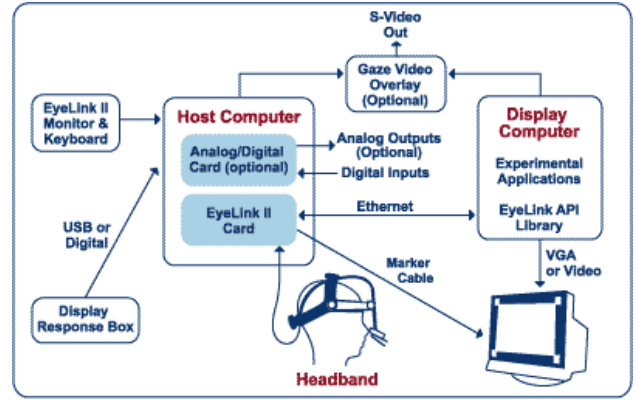 S-Video
Out
Gaze Video
Overlay
(Optional)
EyeLink II
Monitor &
Keyboard
Host Computer
Analog/Digital
Card (optional)
Analog Outputs
(Optional)
Digital Inputs
EyeLink II
Card
Ethernet
Display
Computer
Experimental
Applications
EyeLink API
Library
USB or
Digital
Marker
Cable
VGA
or Video
Display
Response Box
Headband